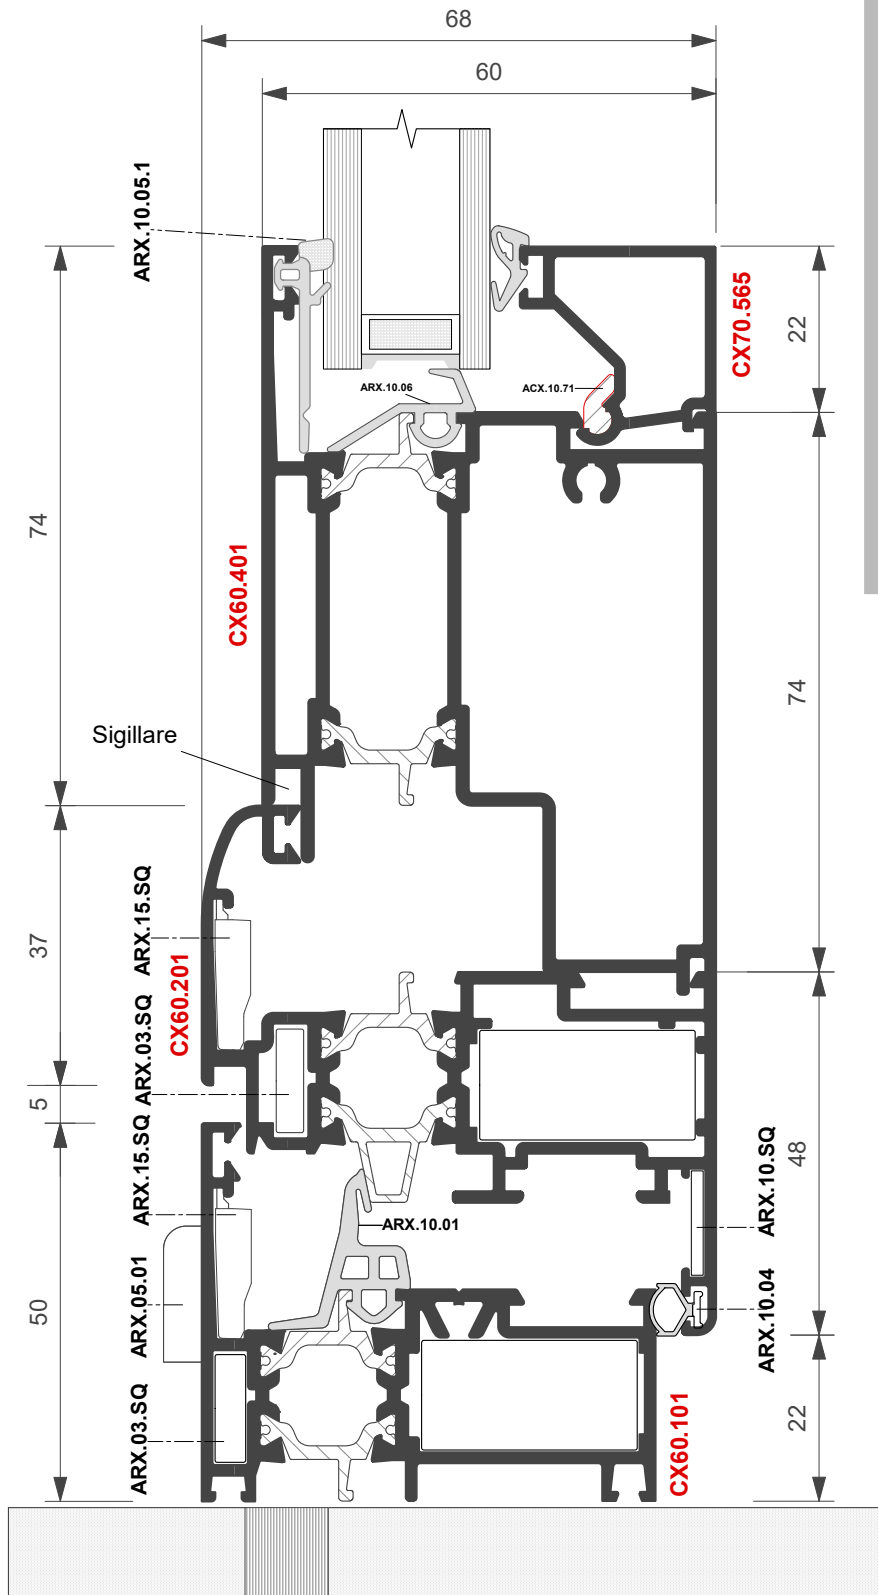 68
60
ARX.10.05.1
CX70.565
22
ARX.10.06
ACX.10.71
74
CX60.401
74
Sigillare
ARX.15.SQ
37
CX60.201
ARX.03.SQ
5
ARX.15.SQ
48
ARX.10.SQ
ARX.10.01
ARX.05.01
ARX.10.04
50
ARX.03.SQ
CX60.101
22